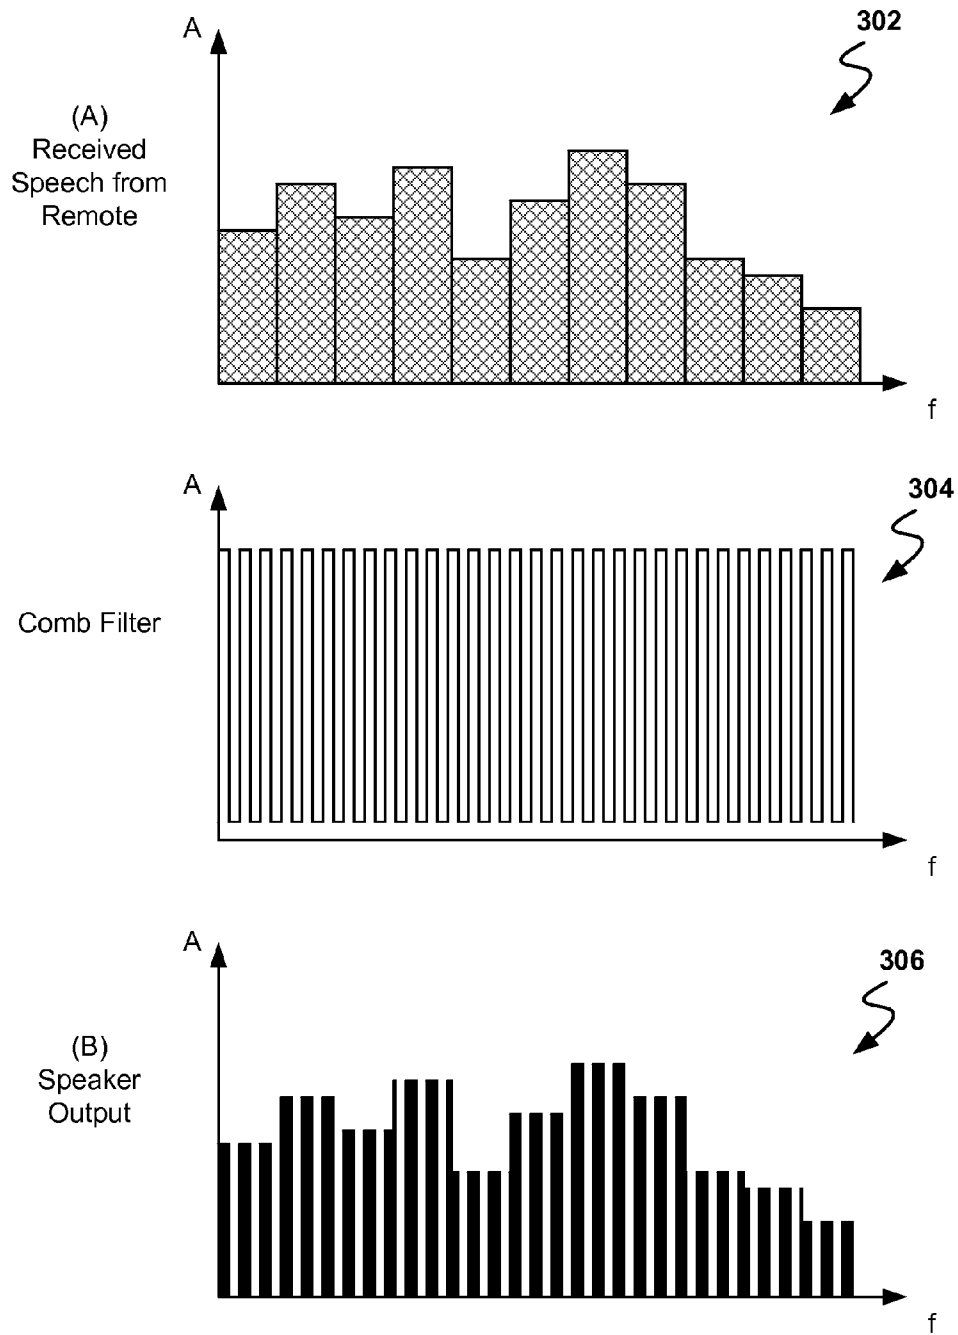 A
302
(A)
Received
Speech from
Remote
f
A
304
Comb Filter
f
A
306
(B)
Speaker
Output
f